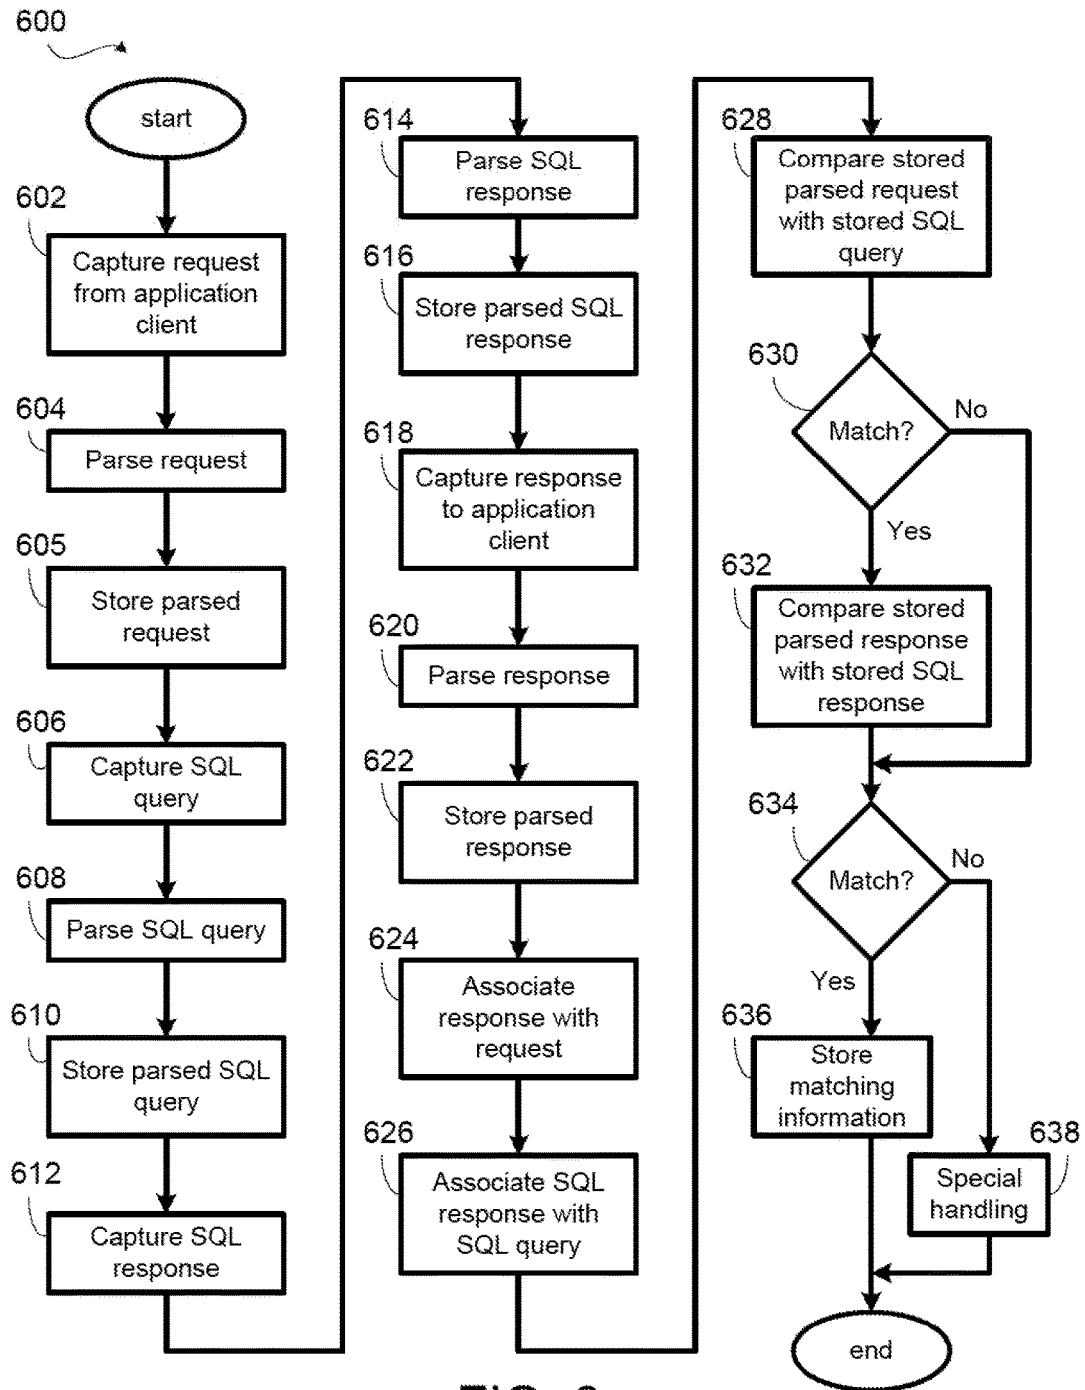 600
start
602
Capture request
from application
client
604
Parse request
605
Store parsed
request
606
Capture SQL
query
608
Parse SQL query
610
Store parsed SQL
query
612
Capture SQL
response
614
Parse SQL
response
616
Store parsed SQL
response
618
Capture response
to application
client
620
Parse response
622
Store parsed
response
624
Associate
response with
request
626
Associate SQL
response with
SQL query
628
Compare stored
parsed request
with stored SQL
query
630
Match?
No
Yes
632
Compare stored
parsed response
with stored SQL
response
634
Match?
No
Yes
636
Store
matching
information
638
Special
handling
end